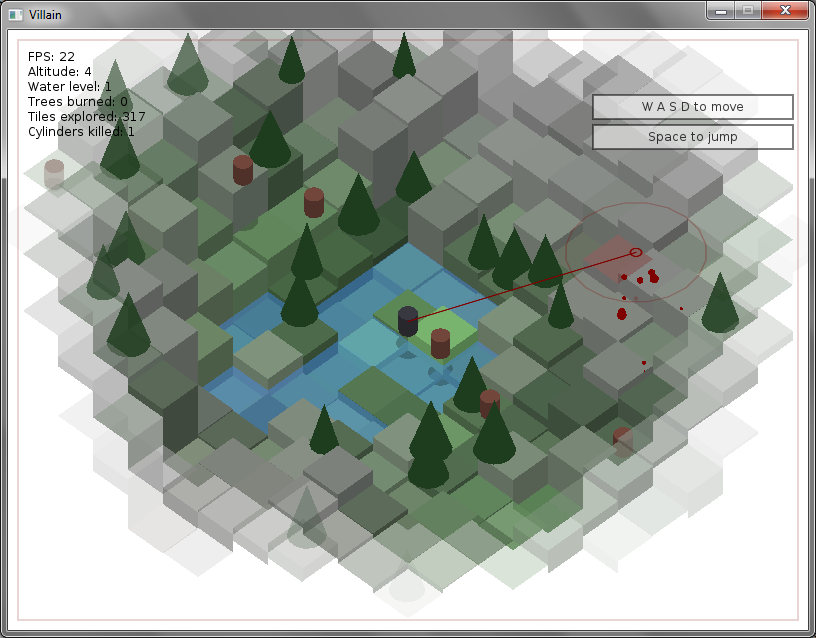 Villain
FPS: 22
Altitude: 4
Water level: 1
Trees burned: 0
Tiles explored: 317
Cylinders killed: 1
W A S D to move
Space to jump